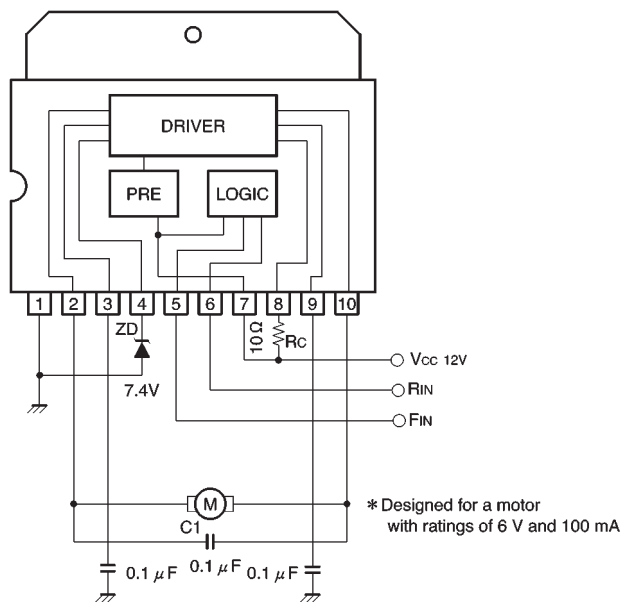 DRIVER
PRE
LOGIC
1 2 3 4 5 6 7 8 9 10
ZD
7.4V
10 Ω
RC
VCC 12V
RIN
FIN
M
C1
* Designed for a motor
with ratings of 6 V and 100 mA
0.1 μF
0.1 μF
0.1 μF